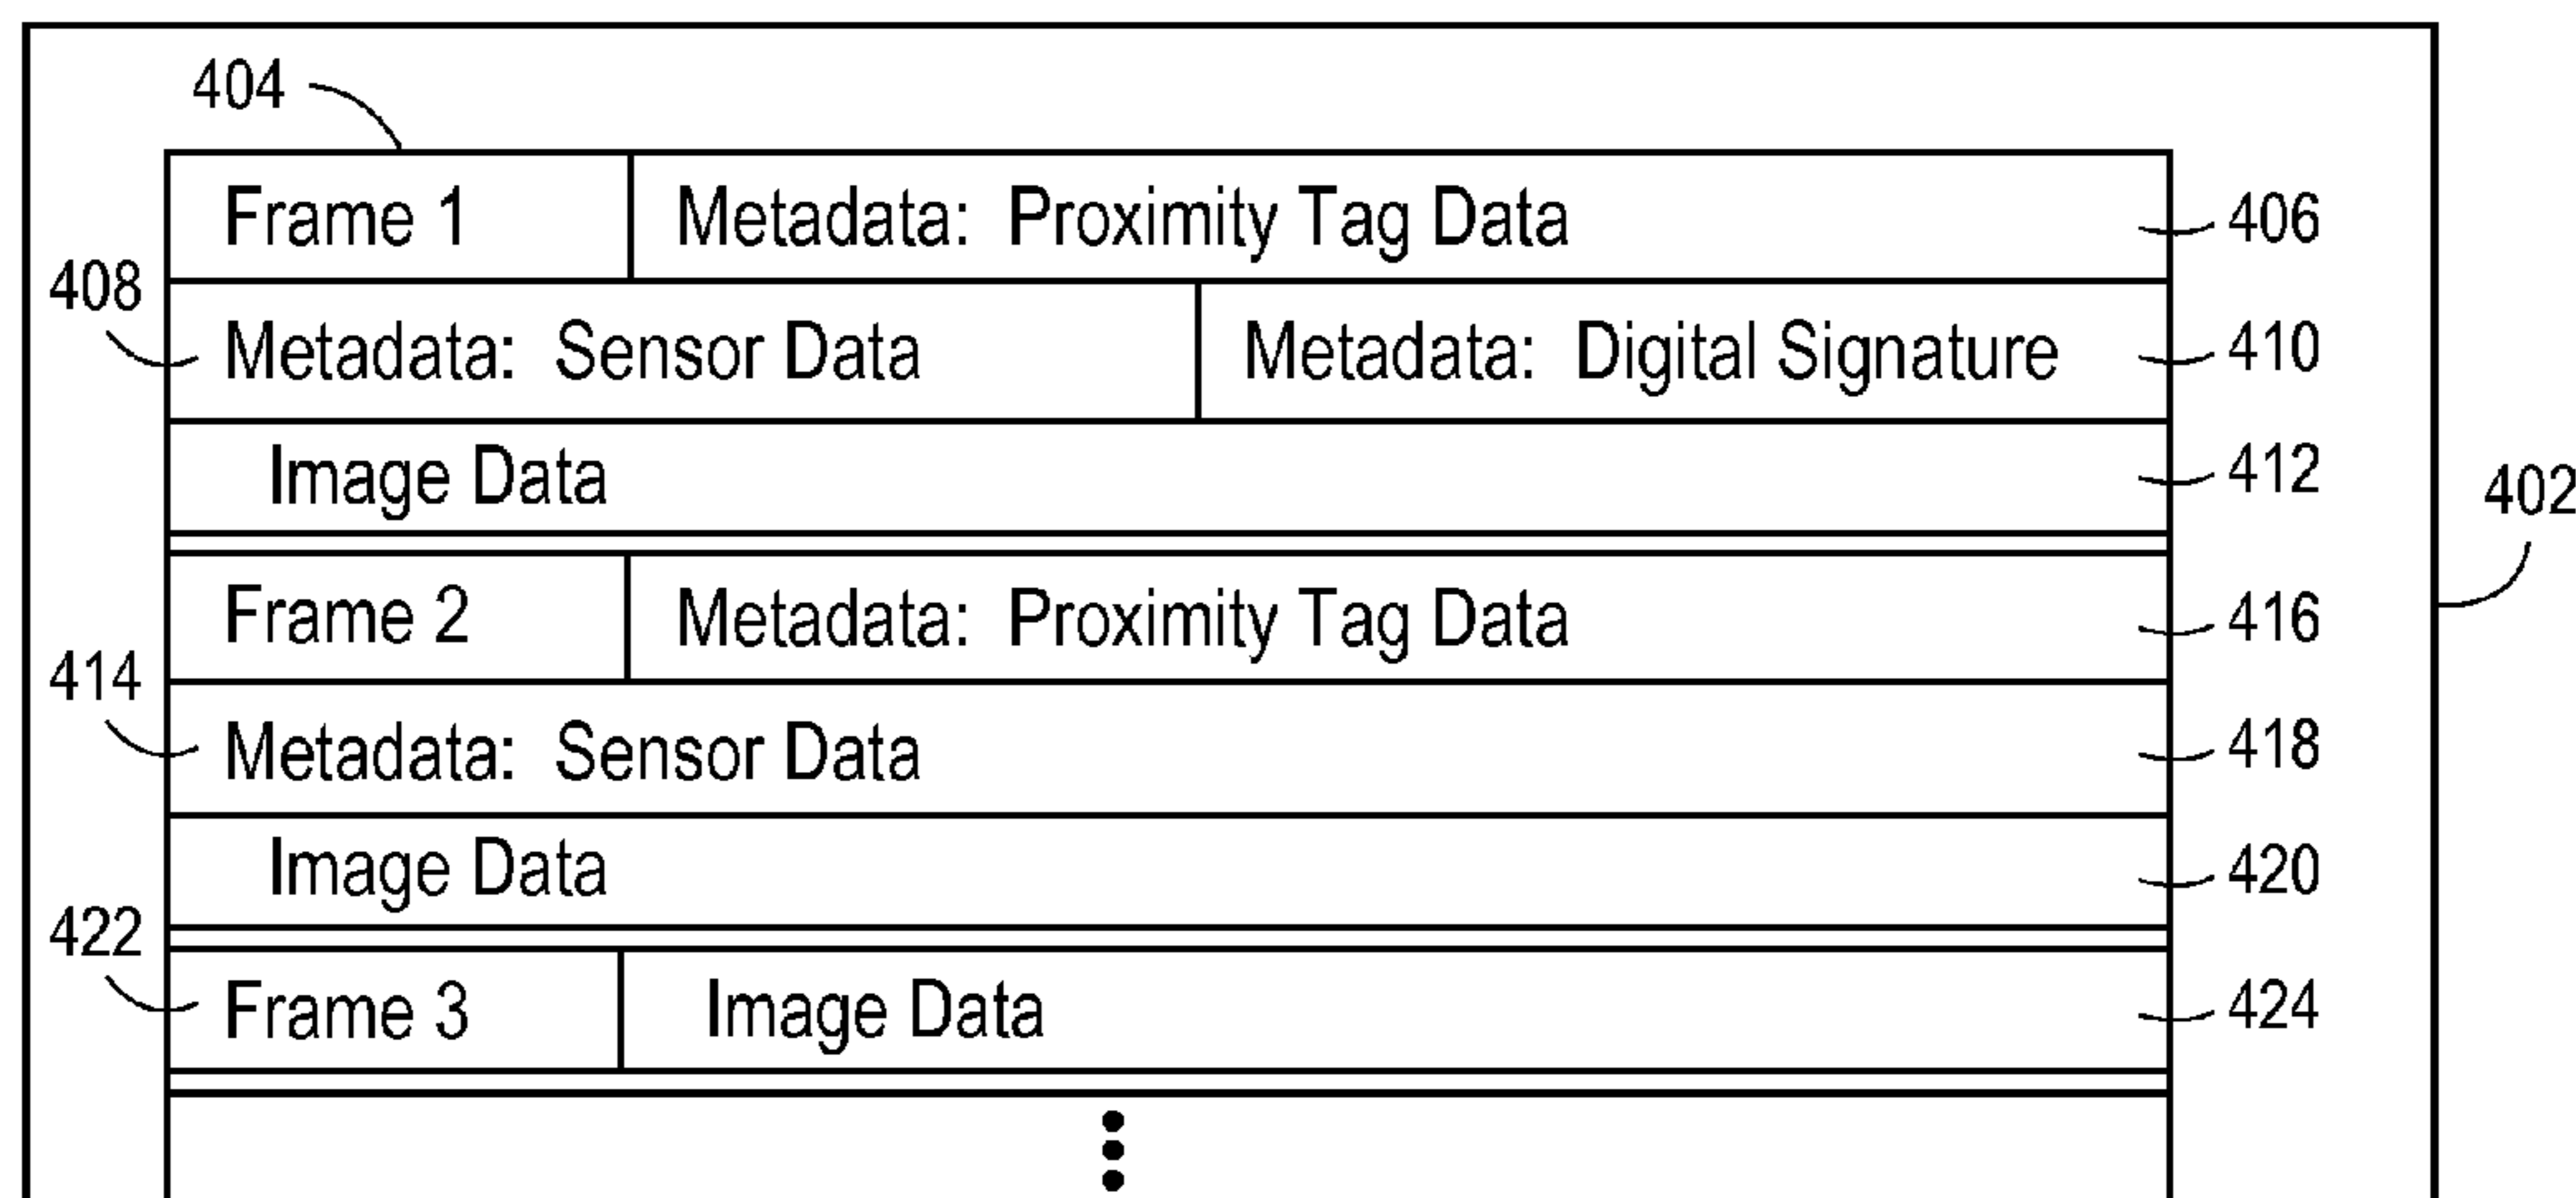 404
Frame 1 Metadata: Proximity Tag Data 406
408
Metadata: Sensor Data Metadata: Digital Signature 410
Image Data 412
402
Frame 2 Metadata: Proximity Tag Data 416
414
Metadata: Sensor Data 418
Image Data 420
422
Frame 3 Image Data 424